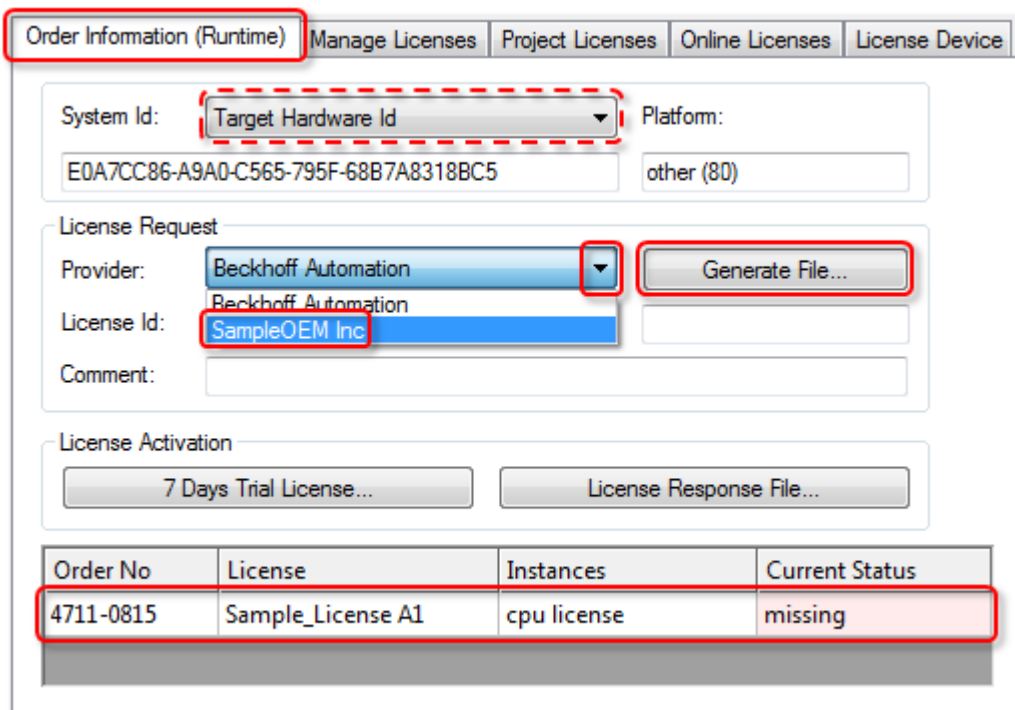 Order Information (Runtime) Manage Licenses Project Licenses Online Licenses License Device
System Id: Target Hardware Id Platform:
E0A7CC86-A9A0-C565-795F-68B7A8318BC5 other (80)
License Request
Provider: Beckhoff Automation Generate File...
Beckhoff Automation
License Id: SampleOEM Inc
Comment:
License Activation
7 Days Trial License... License Response File...
Order No License Instances Current Status
4711-0815 Sample_License A1 cpu license missing